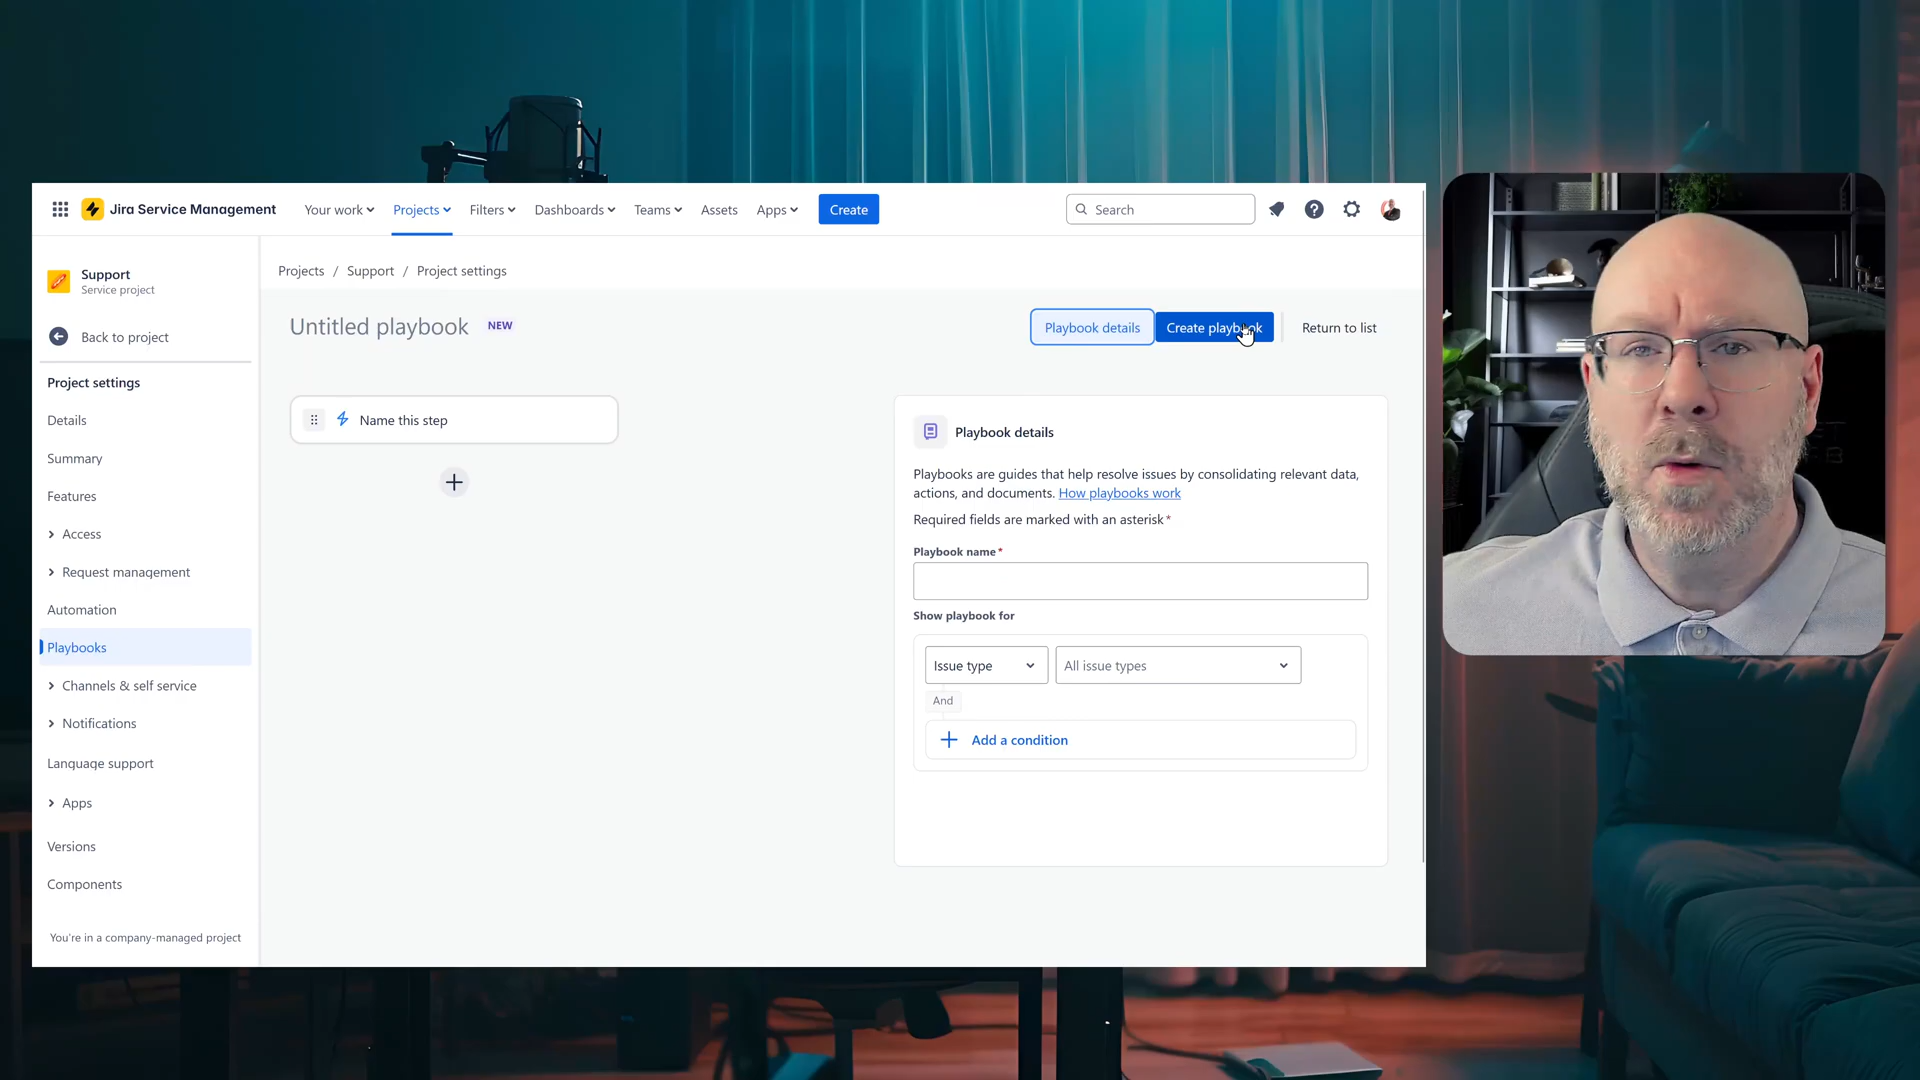 Jira Service Management
Your work
Projects
Filters
Dashboards
Teams
Assets
Apps
Create
Search
Support
Service project
Back to project
Project settings
Details
Summary
Features
Access
Request management
Automation
Playbooks
Channels & self service
Notifications
Language support
Apps
Versions
Components
You're in a company-managed project
Projects / Support / Project settings
Untitled playbook NEW
Playbook details
Create playbook
Return to list
Name this step
Playbook details
Playbooks are guides that help resolve issues by consolidating relevant data,
actions, and documents. How playbooks work
Required fields are marked with an asterisk*
Playbook name*
Show playbook for
Issue type
All issue types
And
Add a condition